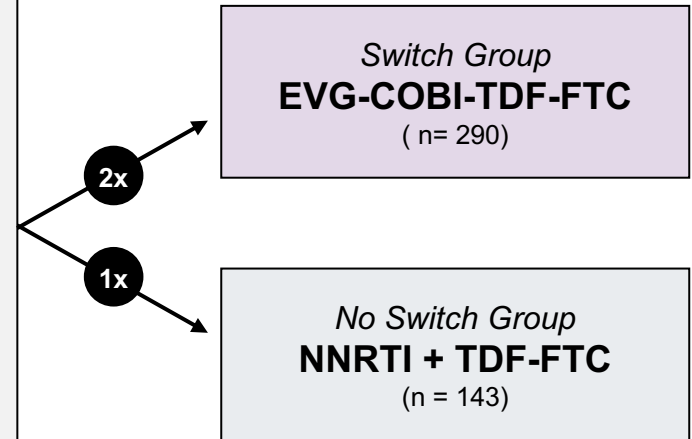 Switch Group
EVG-COBI-TDF-FTC
( n= 290)
2x
1x
No Switch Group
NNRTI + TDF-FTC
(n = 143)